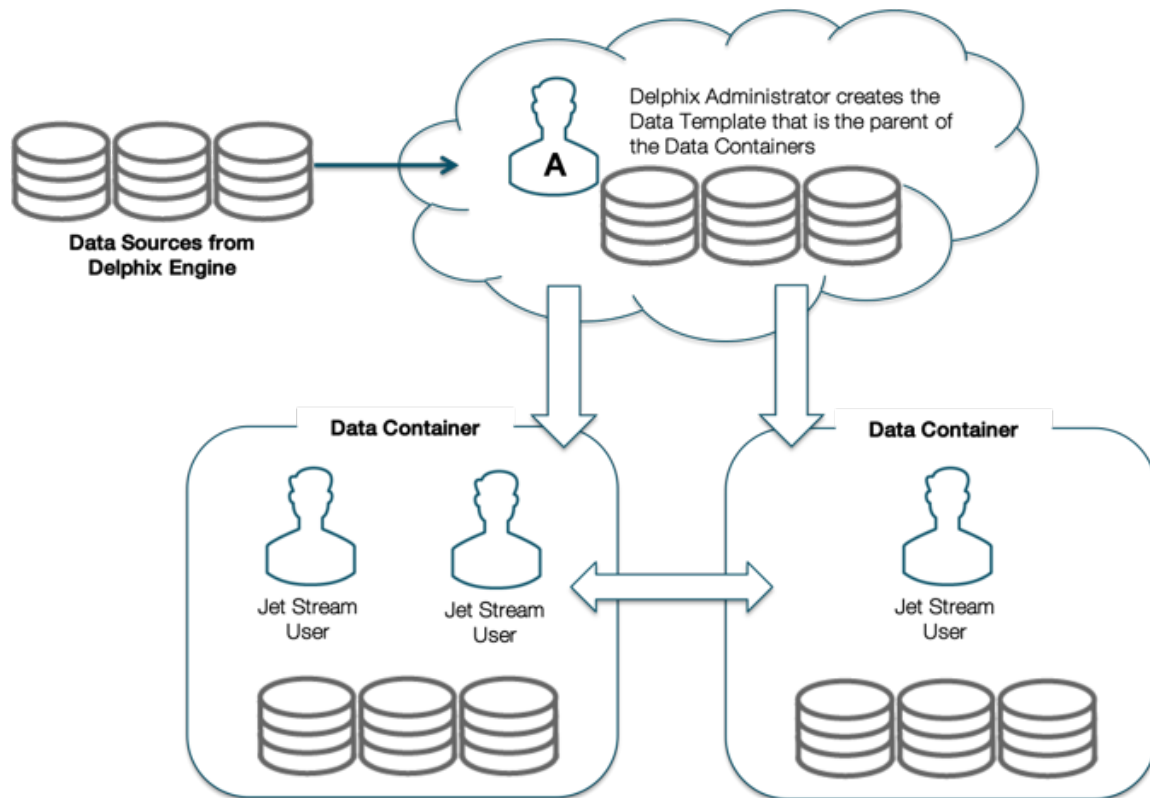 Delphix Administrator creates the
Data Template that is the parent of
the Data Containers
A
Data Sources from
Delphix Engine
Data Container
Data Container
Jet Stream
User
Jet Stream
User
Jet Stream
User